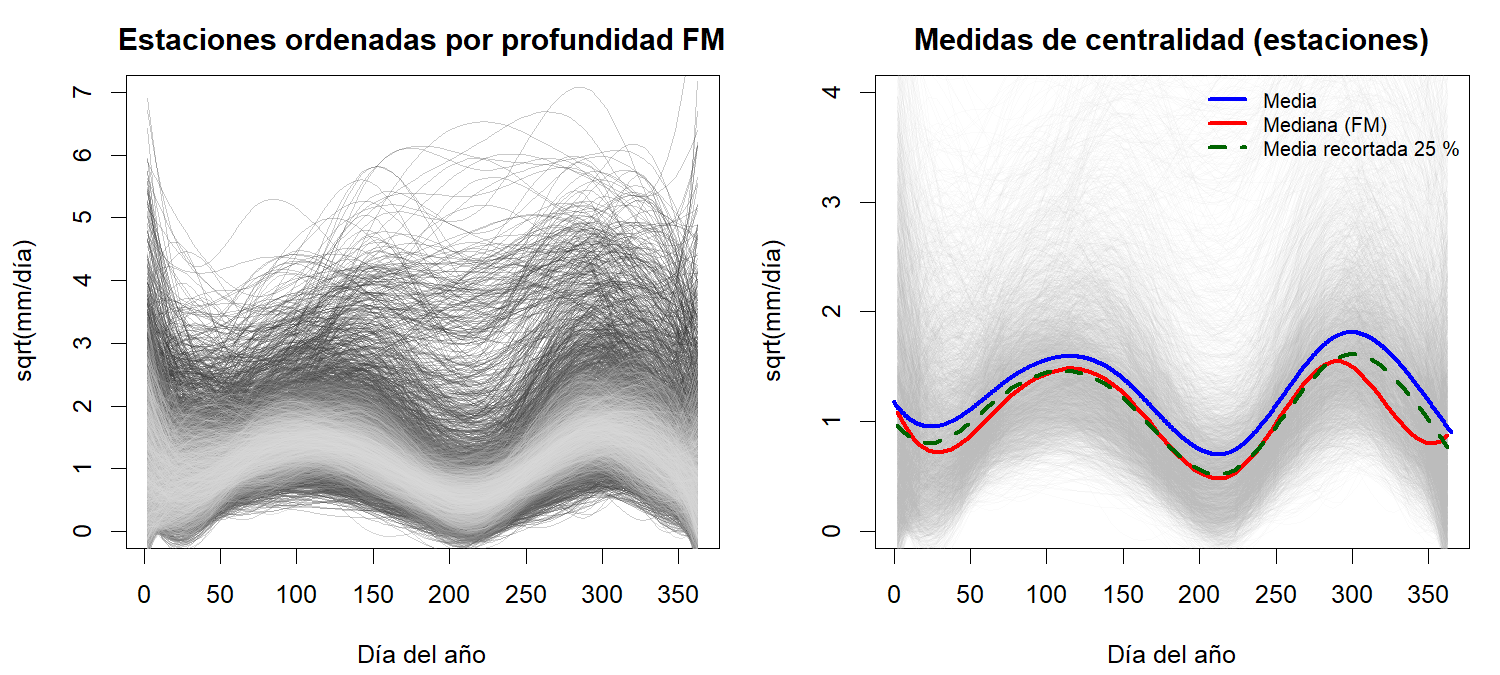 Estaciones ordenadas por profundidad FM
sqrt(mm/día)
7
6
5
4
3
2
1
0
0 50 100 150 200 250 300 350
Día del año
Medidas de centralidad (estaciones)
sqrt(mm/día)
4
3
2
1
0
Media
Mediana (FM)
Media recortada 25 %
0 50 100 150 200 250 300 350
Día del año